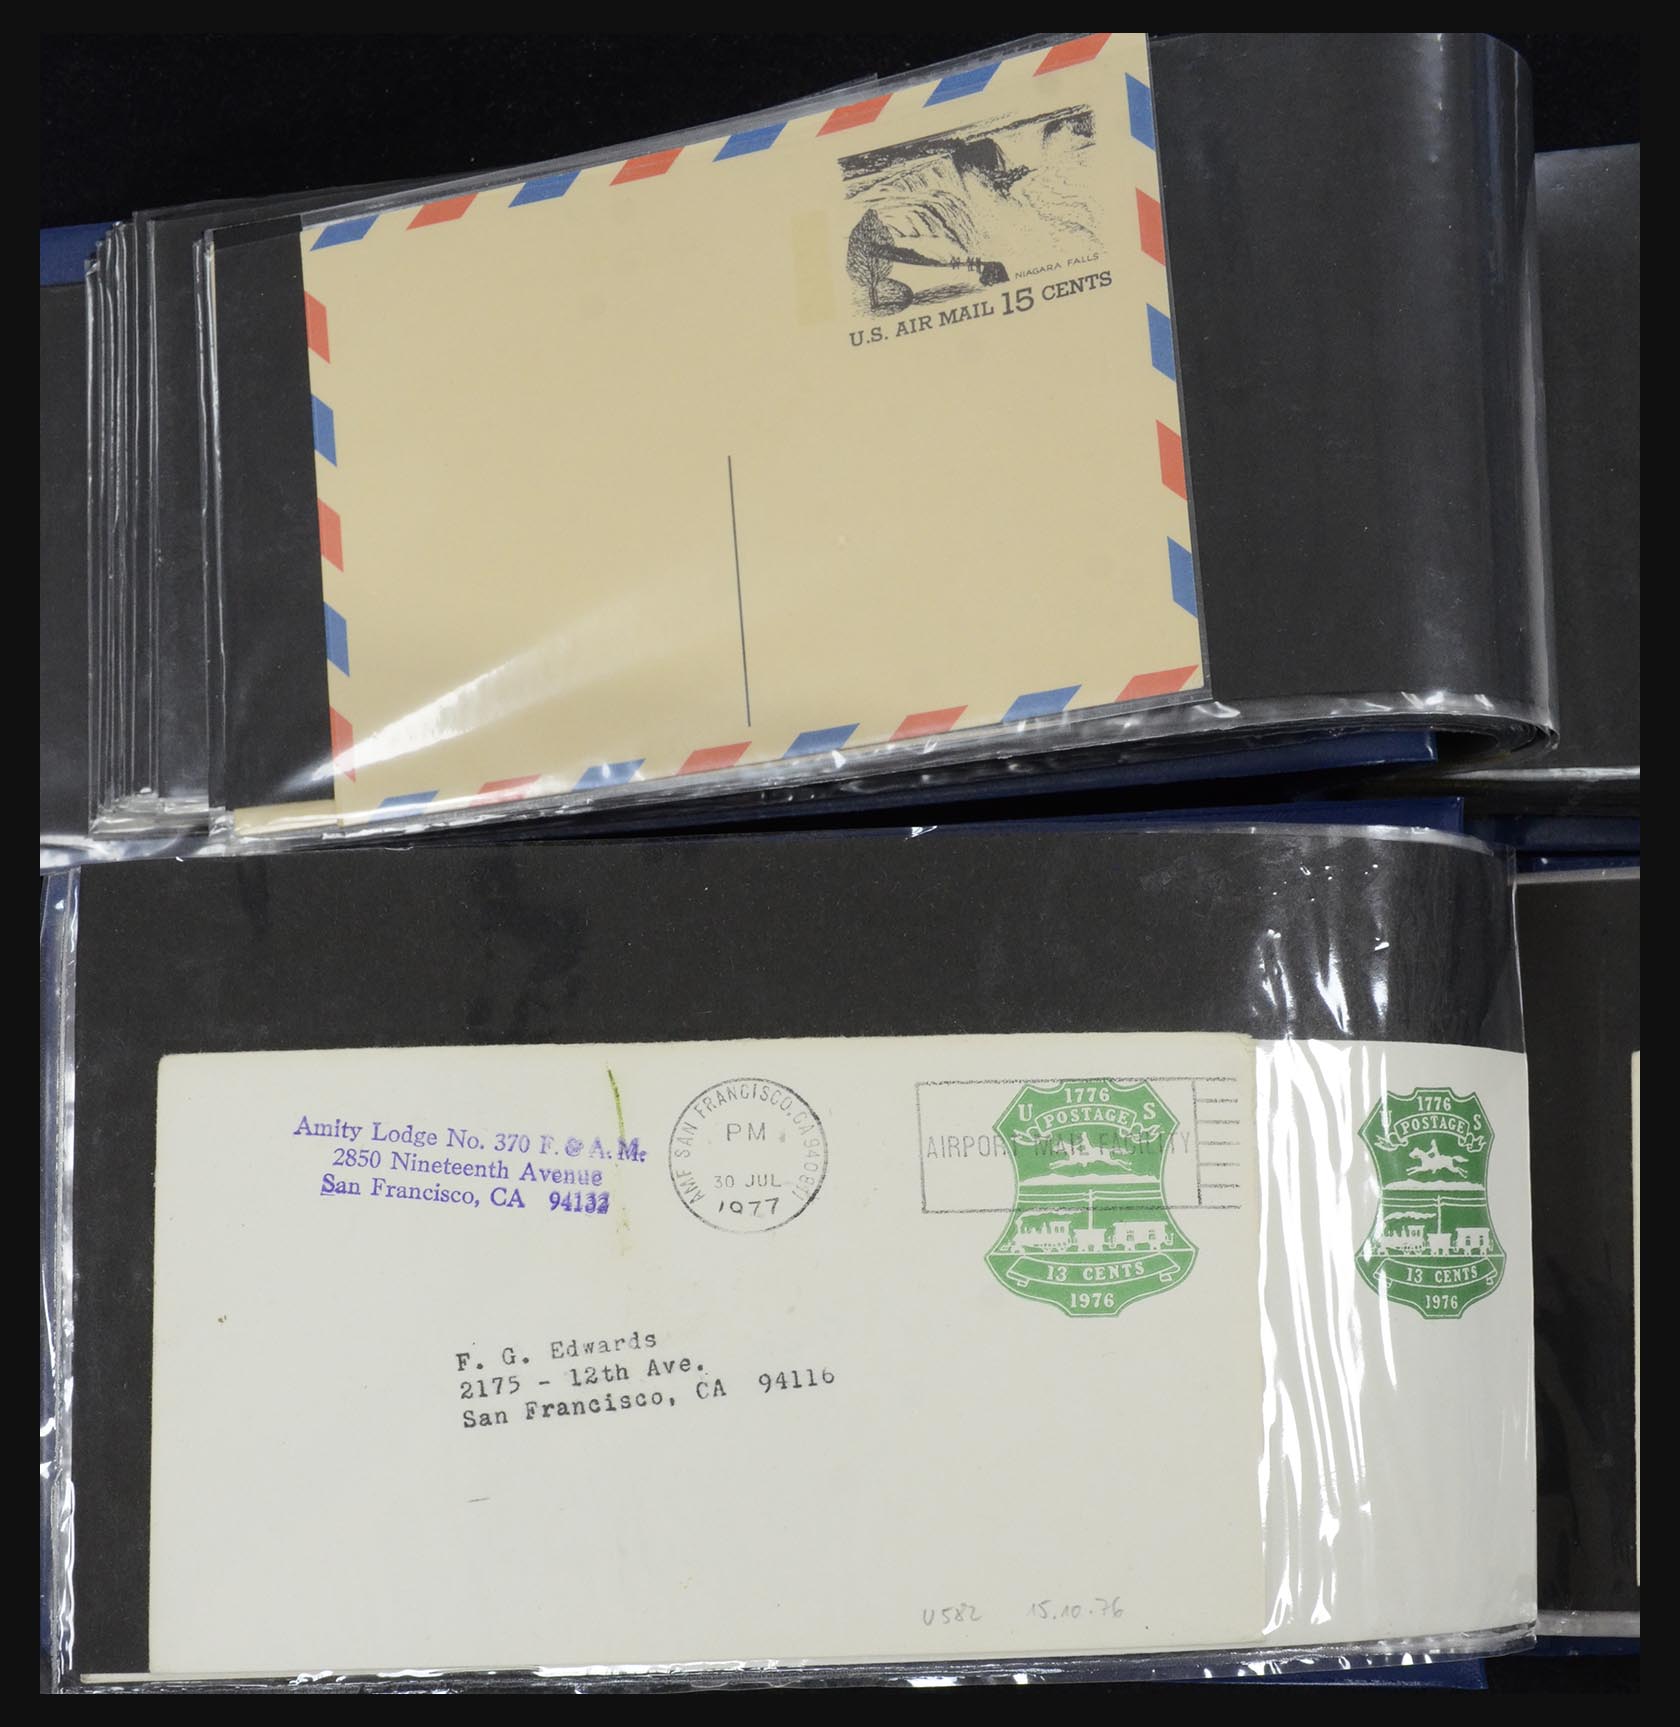 NIAGARA FALLS
U.S. AIR MAIL 15 CENTS
Amity Lodge No. 370 F. & A. M.
2850 Nineteenth Avenue
San Francisco, CA 94132
AMF SAN FRANCISCO, CA
PM
30 JUL
1977
AIRPORT MAIL FACILITY
1776
U S
POSTAGE
13 CENTS
1976
1776
U S
POSTAGE
13 CENTS
1976
F. G. Edwards
2175 - 12th Ave.
San Francisco, CA 94116
U582 15.10.76